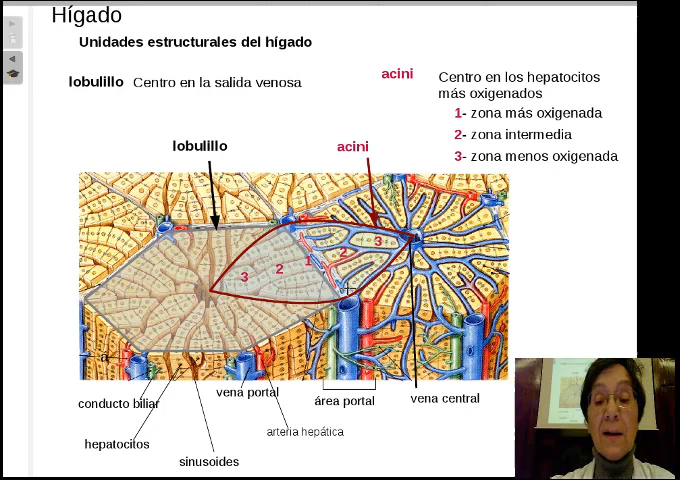 Hígado
Unidades estructurales del hígado
lobulillo Centro en la salida venosa
acini Centro en los hepatocitos
más oxigenados
1- zona más oxigenada
2- zona intermedia
3- zona menos oxigenada
lobulillo
acini
3 2 1 2 3
a
conducto biliar
vena portal
área portal
vena central
arteria hepática
hepatocitos
sinusoides